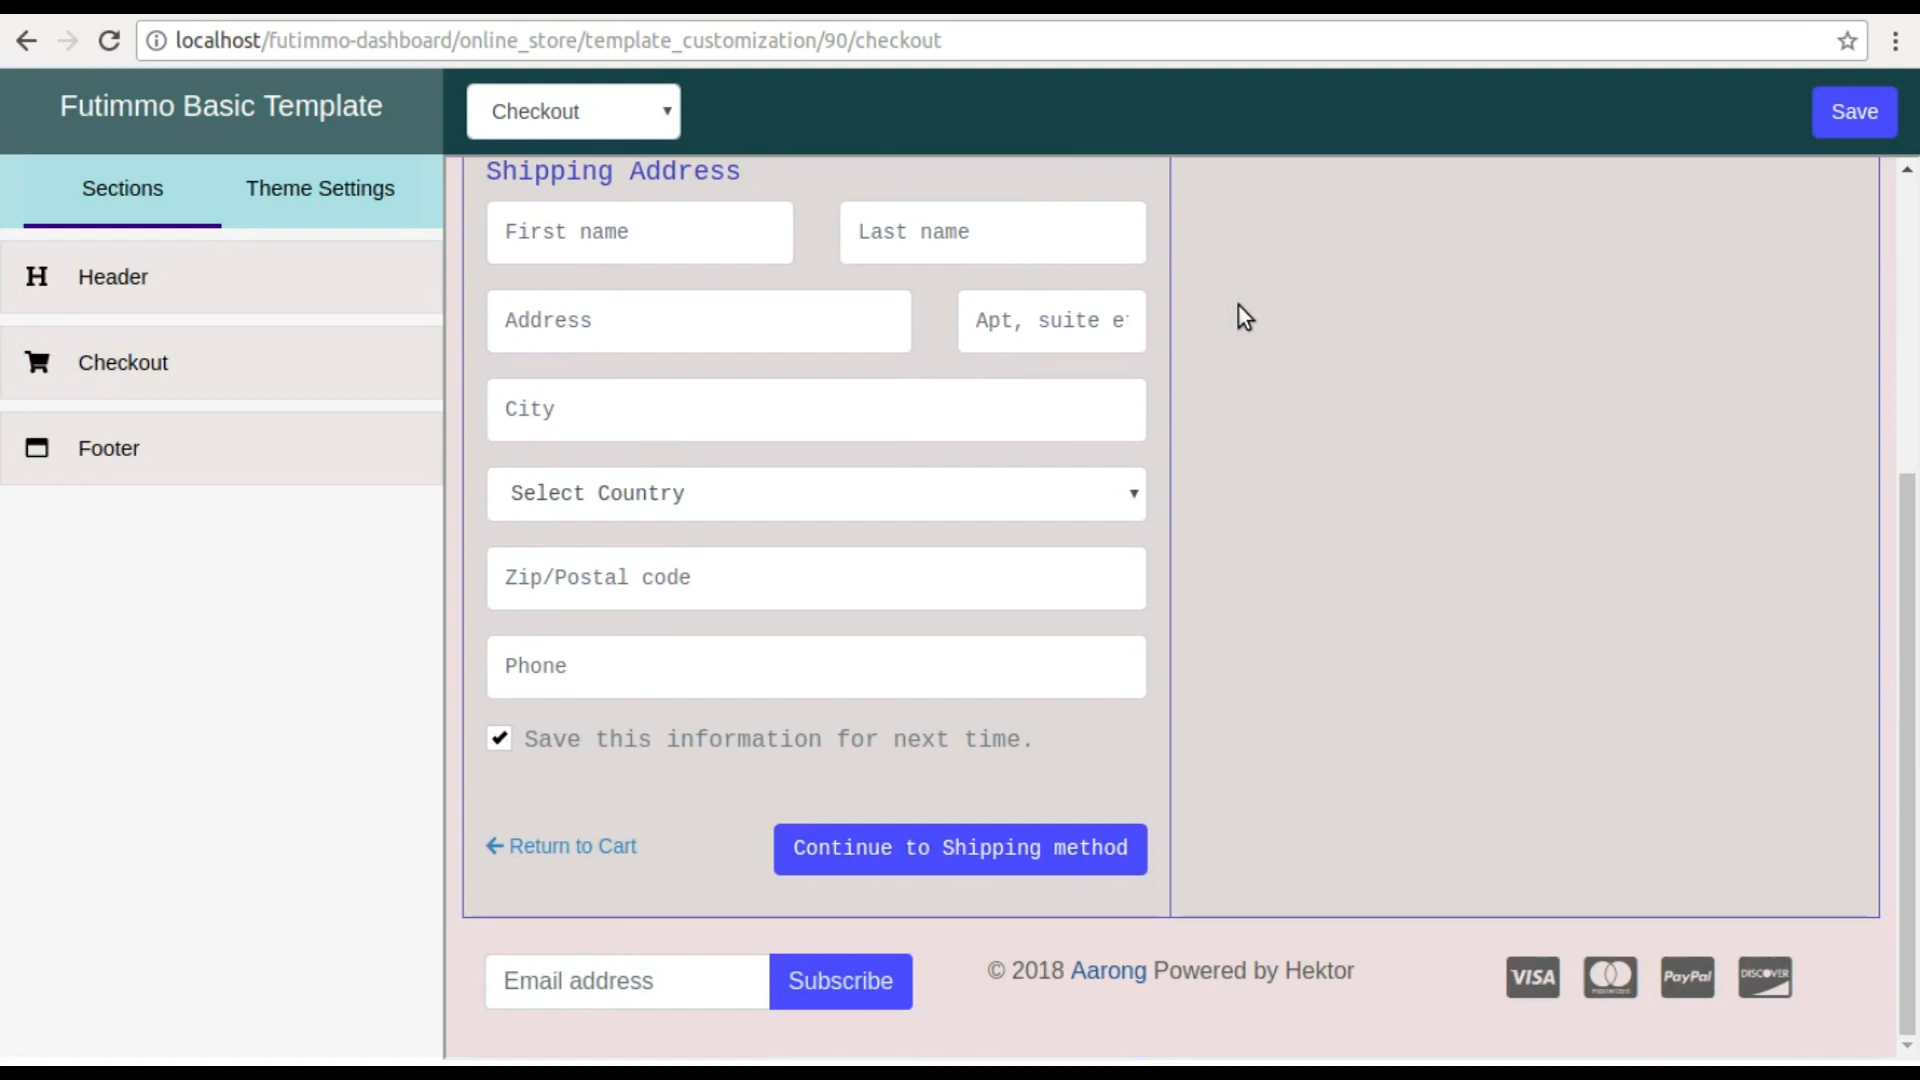 localhost/futimmo-dashboard/online_store/template_customization/90/checkout
Futimmo Basic Template
Checkout
Save
Sections
Theme Settings
Header
Checkout
Footer
Shipping Address
First name
Last name
Address
Apt, suite e
City
Select Country
Zip/Postal code
Phone
Save this information for next time.
Return to Cart
Continue to Shipping method
Email address
Subscribe
© 2018 Aarong Powered by Hektor
VISA
mastercard
PayPal
DISCOVER